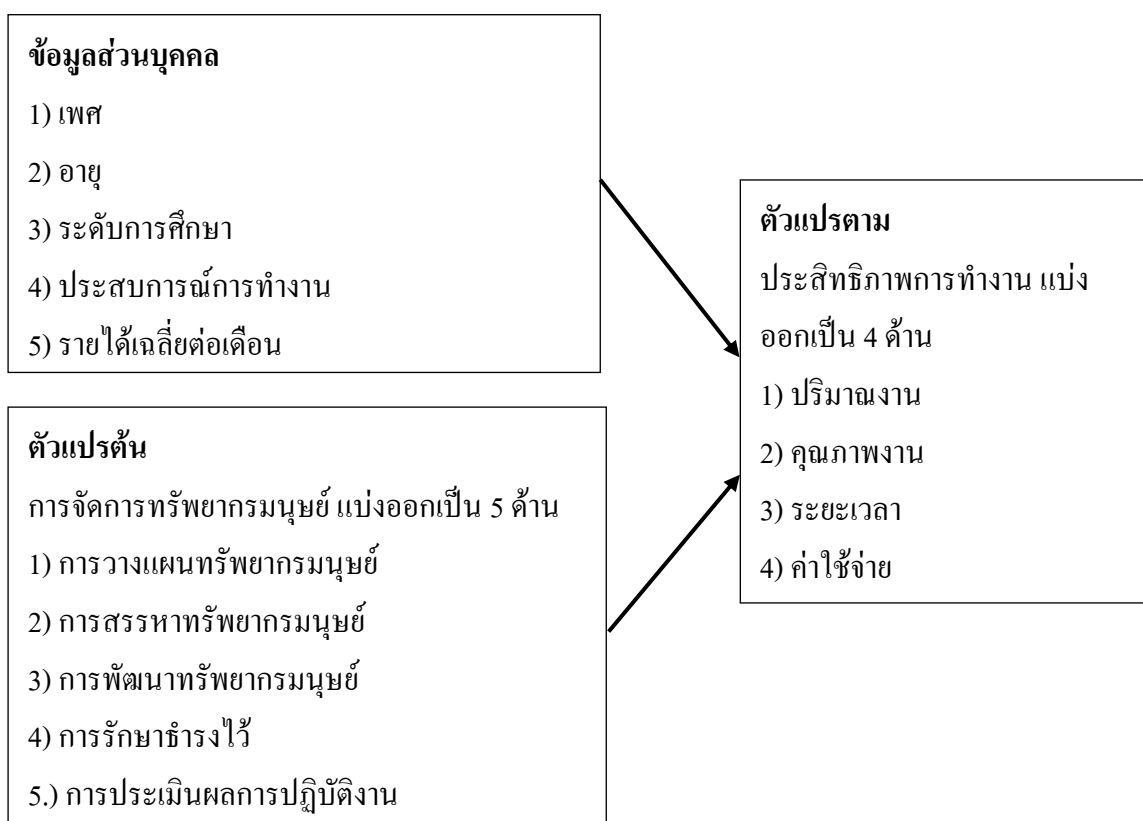 ข้อมูลส่วนบุคคล
1) เพศ
2) อายุ
3) ระดับการศึกษา
4) ประสบการณ์การทำงาน
5) รายได้เฉลี่ยต่อเดือน
ตัวแปรต้น
การจัดการทรัพยากรมนุษย์ แบ่งออกเป็น 5 ด้าน
1) การวางแผนทรัพยากรมนุษย์
2) การสรรหาทรัพยากรมนุษย์
3) การพัฒนาทรัพยากรมนุษย์
4) การรักษาธำรงไว้
5.) การประเมินผลการปฏิบัติงาน
ตัวแปรตาม
ประสิทธิภาพการทำงาน แบ่ง
ออกเป็น 4 ด้าน
1) ปริมาณงาน
2) คุณภาพงาน
3) ระยะเวลา
4) ค่าใช้จ่าย